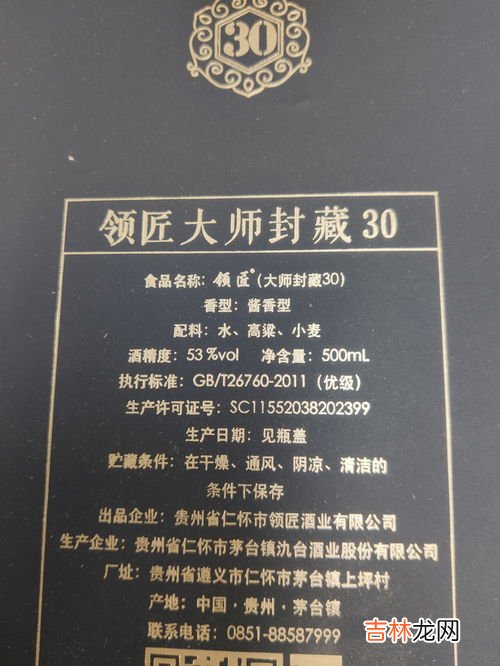 30
领匠大师封藏30
食品名称：领匠®(大师封藏30)
香型：酱香型
配料：水、高粱、小麦
酒精度：53%vol 净含量：500mL
执行标准：GB/T26760-2011（优级）
生产许可证号：SC11552038202399
生产日期：见瓶盖
贮藏条件：在干燥、通风、阴凉、清洁的
条件下保存
出品企业：贵州省仁怀市领匠酒业有限公司
生产企业：贵州省仁怀市茅台镇氿台酒业股份有限公司
厂址：贵州省遵义市仁怀市茅台镇上坪村
产地：中国·贵州·茅台镇
联系电话：0851-88587999
吉林龙网